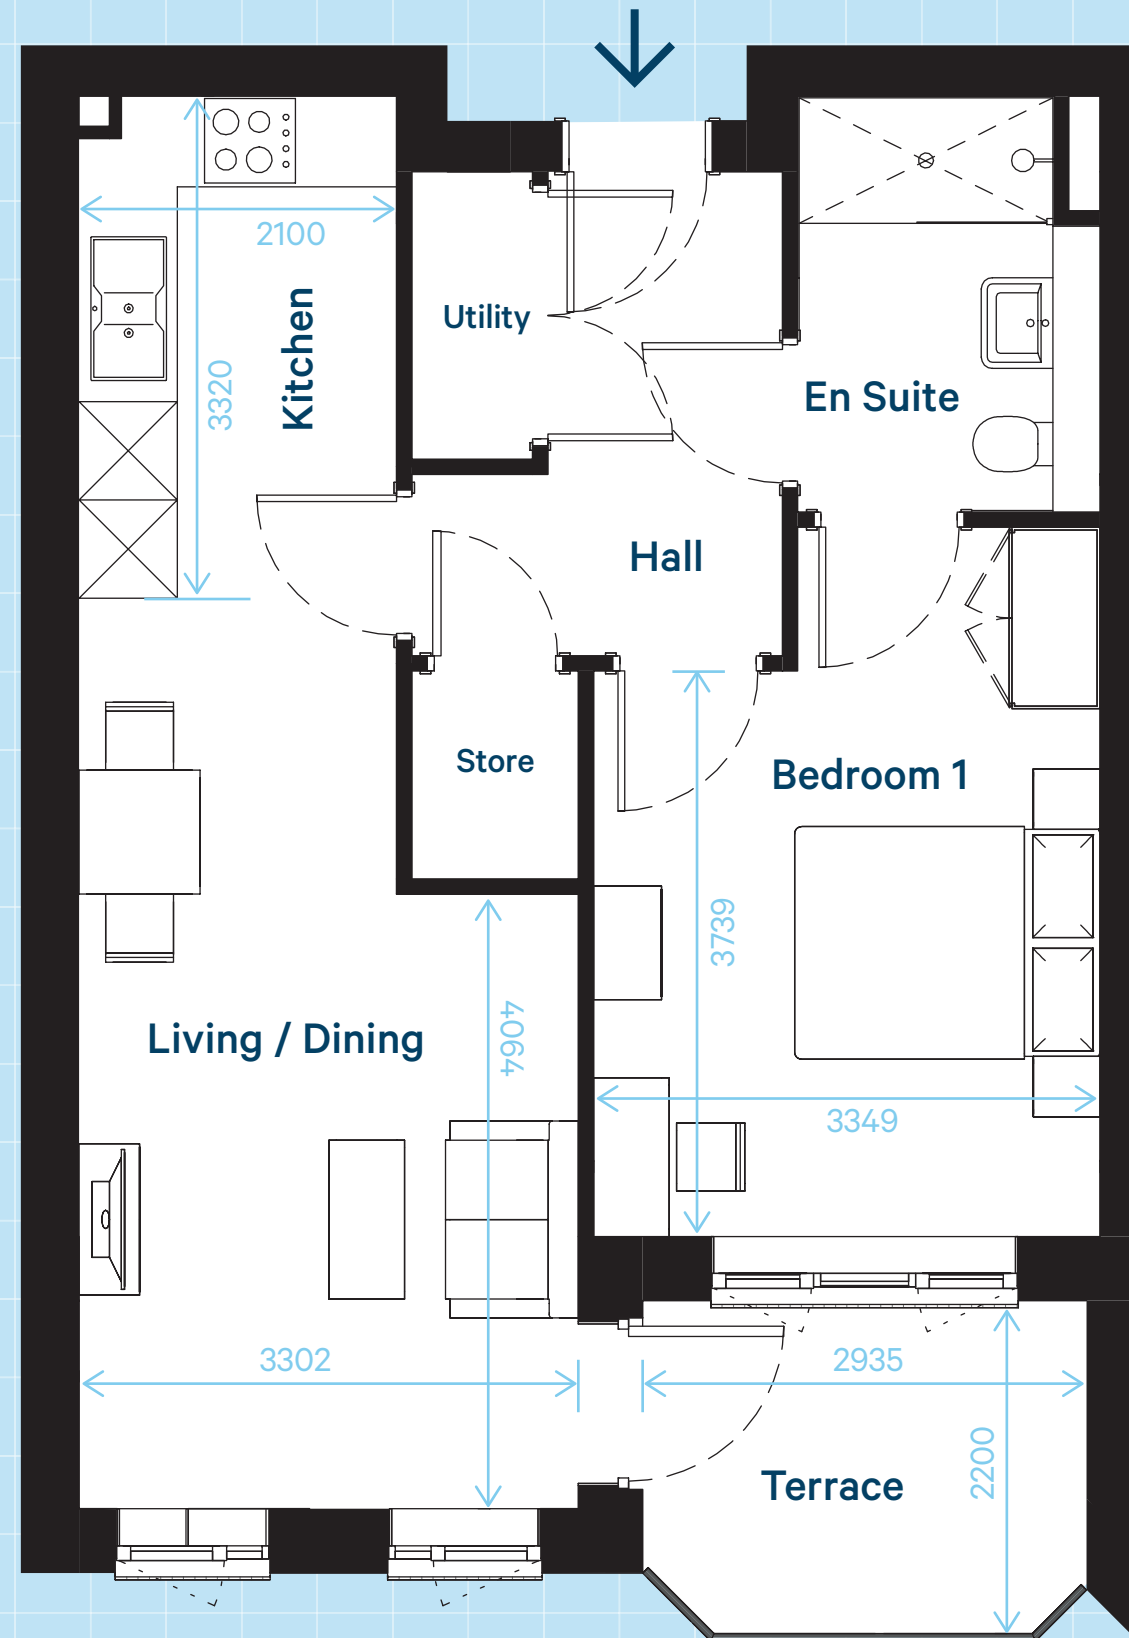 2100
Kitchen
3320
Utility
En Suite
Hall
Store
Bedroom 1
3739
Living / Dining
4064
3349
3302
2935
2200
Terrace